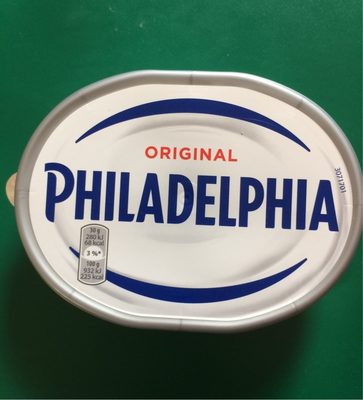 ORIGINAL
PHILADELPHIA
30 g
280 kJ
68 kcal
3 %*
100 g
932 kJ
225 kcal